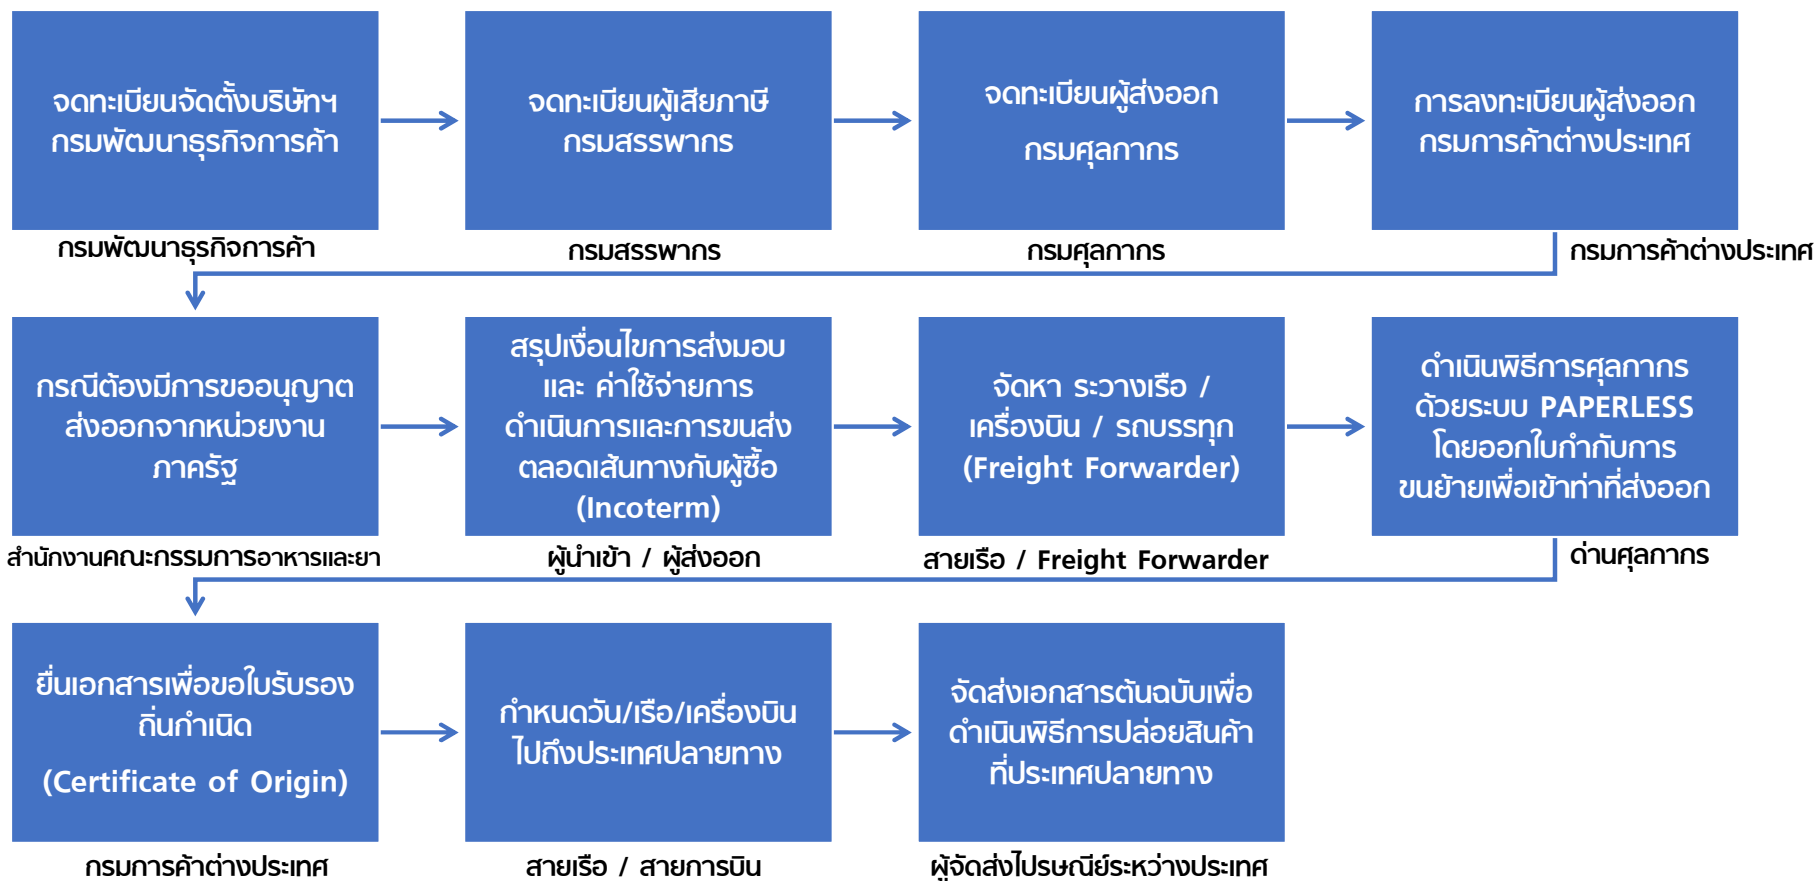 จดทะเบียนจัดตั้งบริษัทฯ
กรมพัฒนาธุรกิจการค้า
กรมพัฒนาธุรกิจการค้า
จดทะเบียนผู้เสียภาษี
กรมสรรพากร
กรมสรรพากร
จดทะเบียนผู้ส่งออก
กรมศุลกากร
กรมศุลกากร
การลงทะเบียนผู้ส่งออก
กรมการค้าต่างประเทศ
กรมการค้าต่างประเทศ
กรณีต้องมีการขออนุญาต
ส่งออกจากหน่วยงาน
ภาครัฐ
สำนักงานคณะกรรมการอาหารและยา
สรุปเงื่อนไขการส่งมอบ
และ ค่าใช้จ่ายการ
ดำเนินการและการขนส่ง
ตลอดเส้นทางกับผู้ซื้อ
(Incoterm)
ผู้นำเข้า / ผู้ส่งออก
จัดหา ระวางเรือ /
เครื่องบิน / รถบรรทุก
(Freight Forwarder)
สายเรือ / Freight Forwarder
ดำเนินพิธีการศุลกากร
ด้วยระบบ PAPERLESS
โดยออกใบกำกับการ
ขนย้ายเพื่อเข้าท่าที่ส่งออก
ด่านศุลกากร
ยื่นเอกสารเพื่อขอใบรับรอง
ถิ่นกำเนิด
(Certificate of Origin)
กรมการค้าต่างประเทศ
กำหนดวัน/เรือ/เครื่องบิน
ไปถึงประเทศปลายทาง
สายเรือ / สายการบิน
จัดส่งเอกสารต้นฉบับเพื่อ
ดำเนินพิธีการปล่อยสินค้า
ที่ประเทศปลายทาง
ผู้จัดส่งไปรษณีย์ระหว่างประเทศ